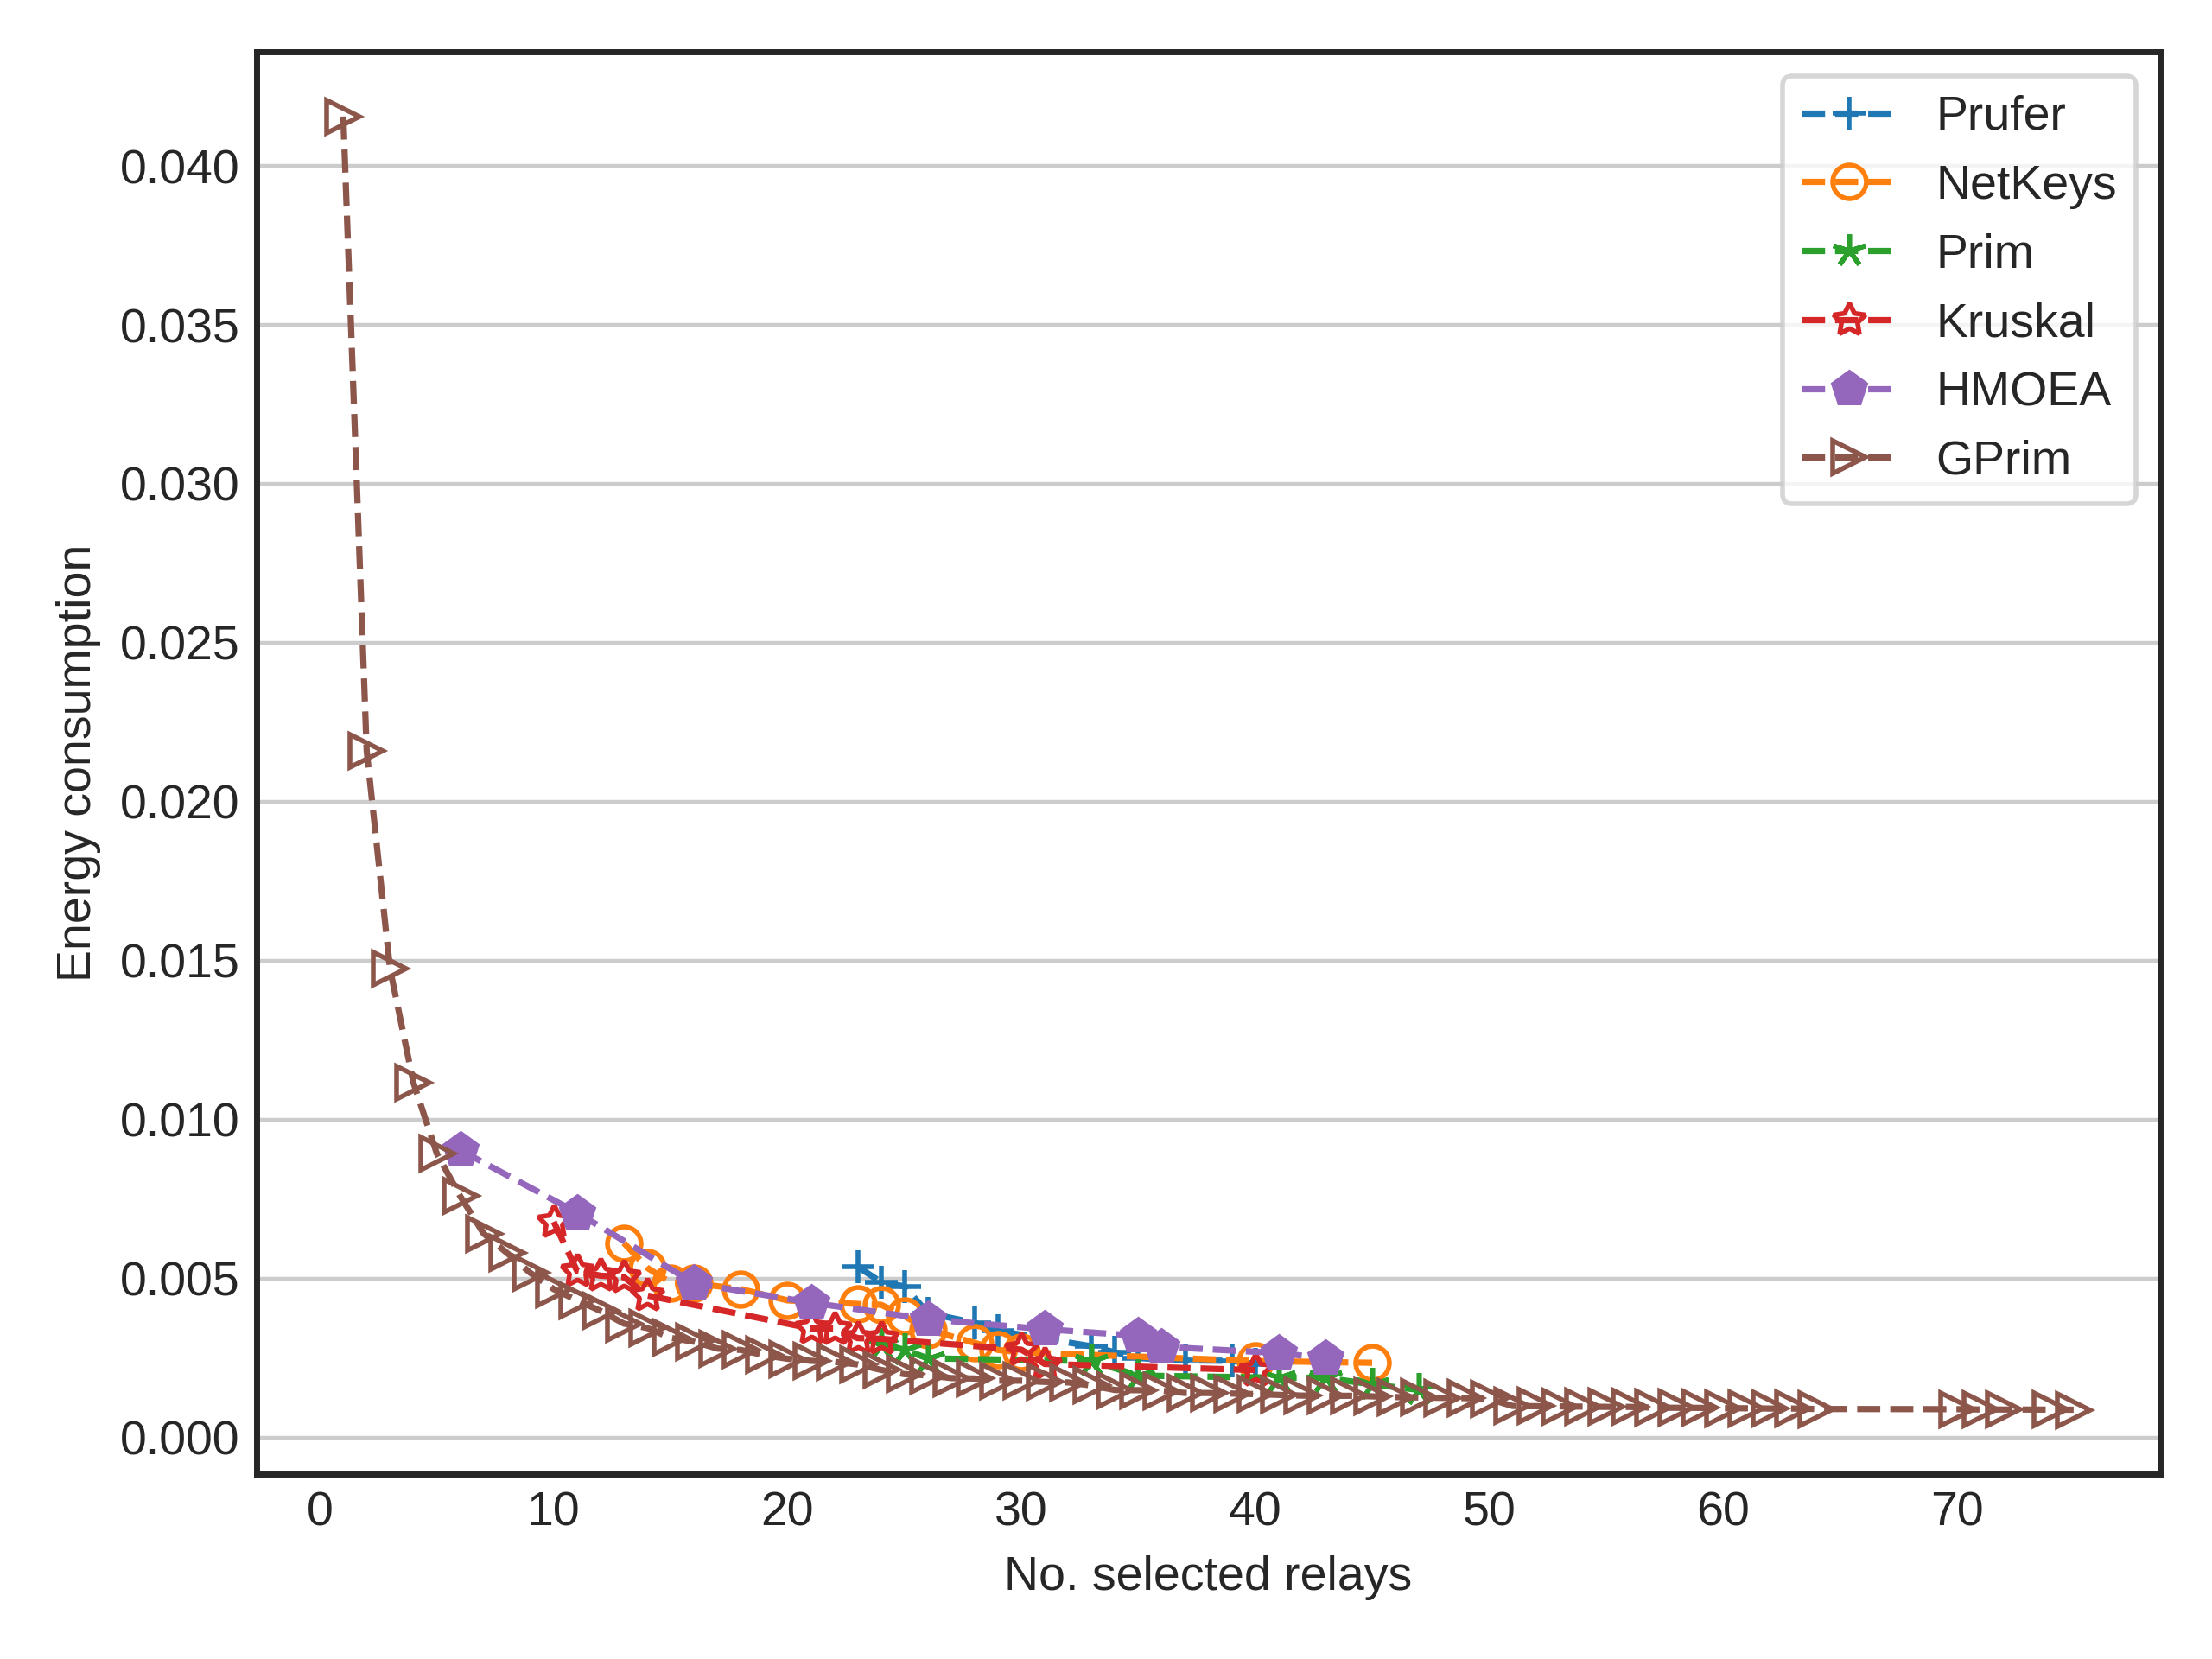 Prufer
NetKeys
Prim
Kruskal
HMOEA
GPrim
Energy consumption
0.040
0.035
0.030
0.025
0.020
0.015
0.010
0.005
0.000
0 10 20 30 40 50 60 70
No. selected relays